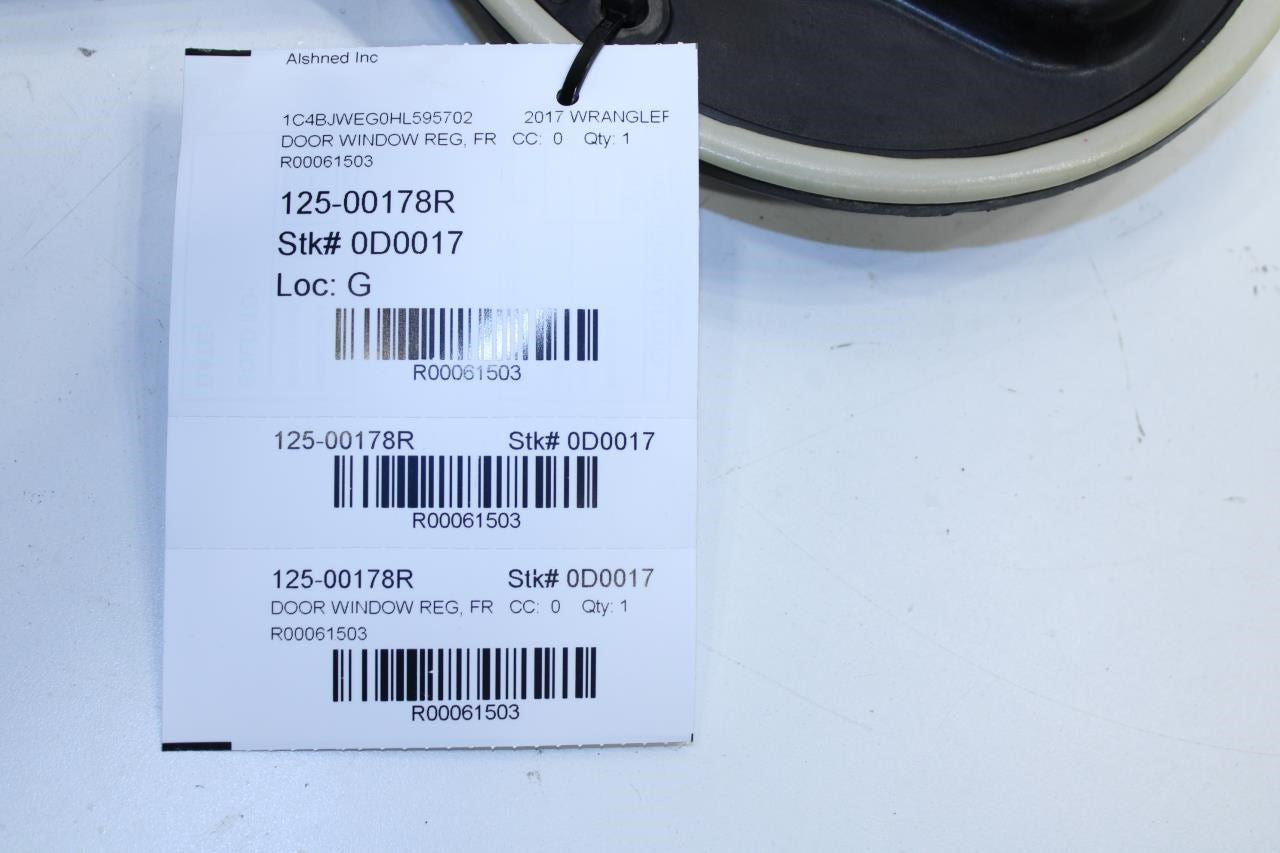 Alshned Inc
1C4BJWEG0HL595702 2017 WRANGLER
DOOR WINDOW REG, FR CC: 0 Qty: 1
R00061503
125-00178R
Stk# 0D0017
Loc: G
R00061503
125-00178R Stk# 0D0017
R00061503
125-00178R Stk# 0D0017
DOOR WINDOW REG, FR CC: 0 Qty: 1
R00061503
R00061503